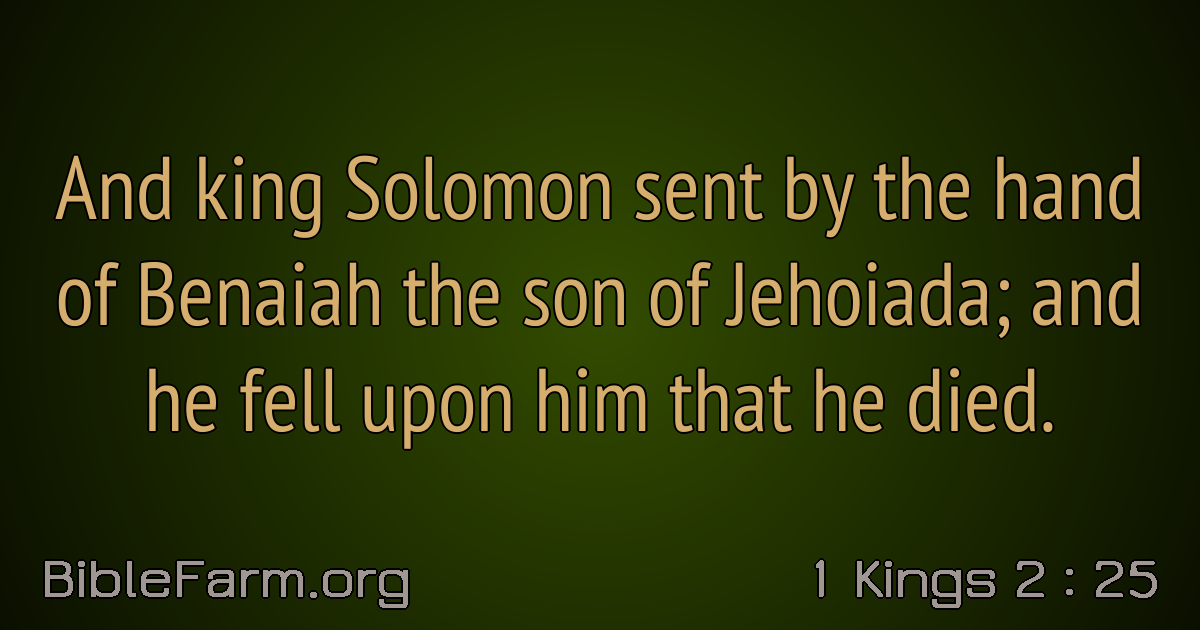 And king Solomon sent by the hand
of Benaiah the son of Jehoiada; and
he fell upon him that he died.
BibleFarm.org
1 Kings 2 : 25